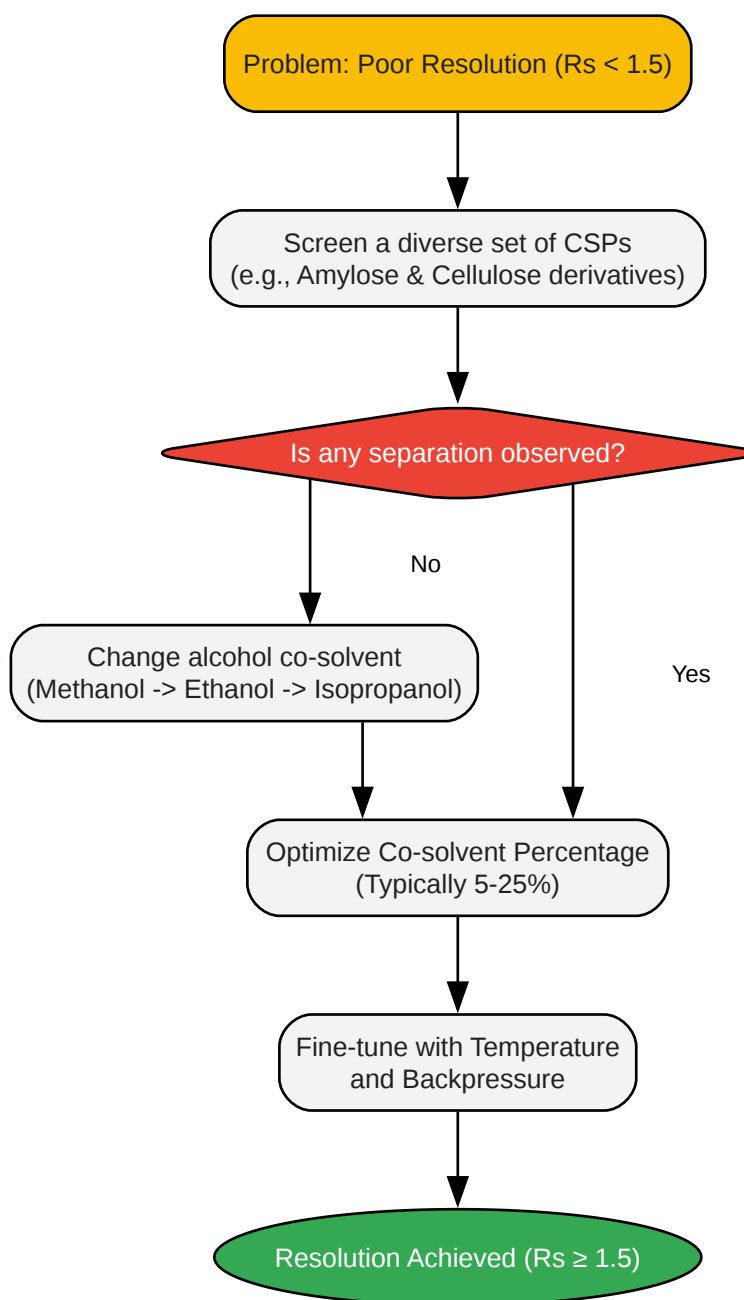 Problem: Poor Resolution (Rs < 1.5)
Screen a diverse set of CSPs
(e.g., Amylose & Cellulose derivatives)
Is any separation observed?
No
Change alcohol co-solvent
(Methanol -> Ethanol -> Isopropanol)
Yes
Optimize Co-solvent Percentage
(Typically 5-25%)
Fine-tune with Temperature
and Backpressure
Resolution Achieved (Rs ≥ 1.5)